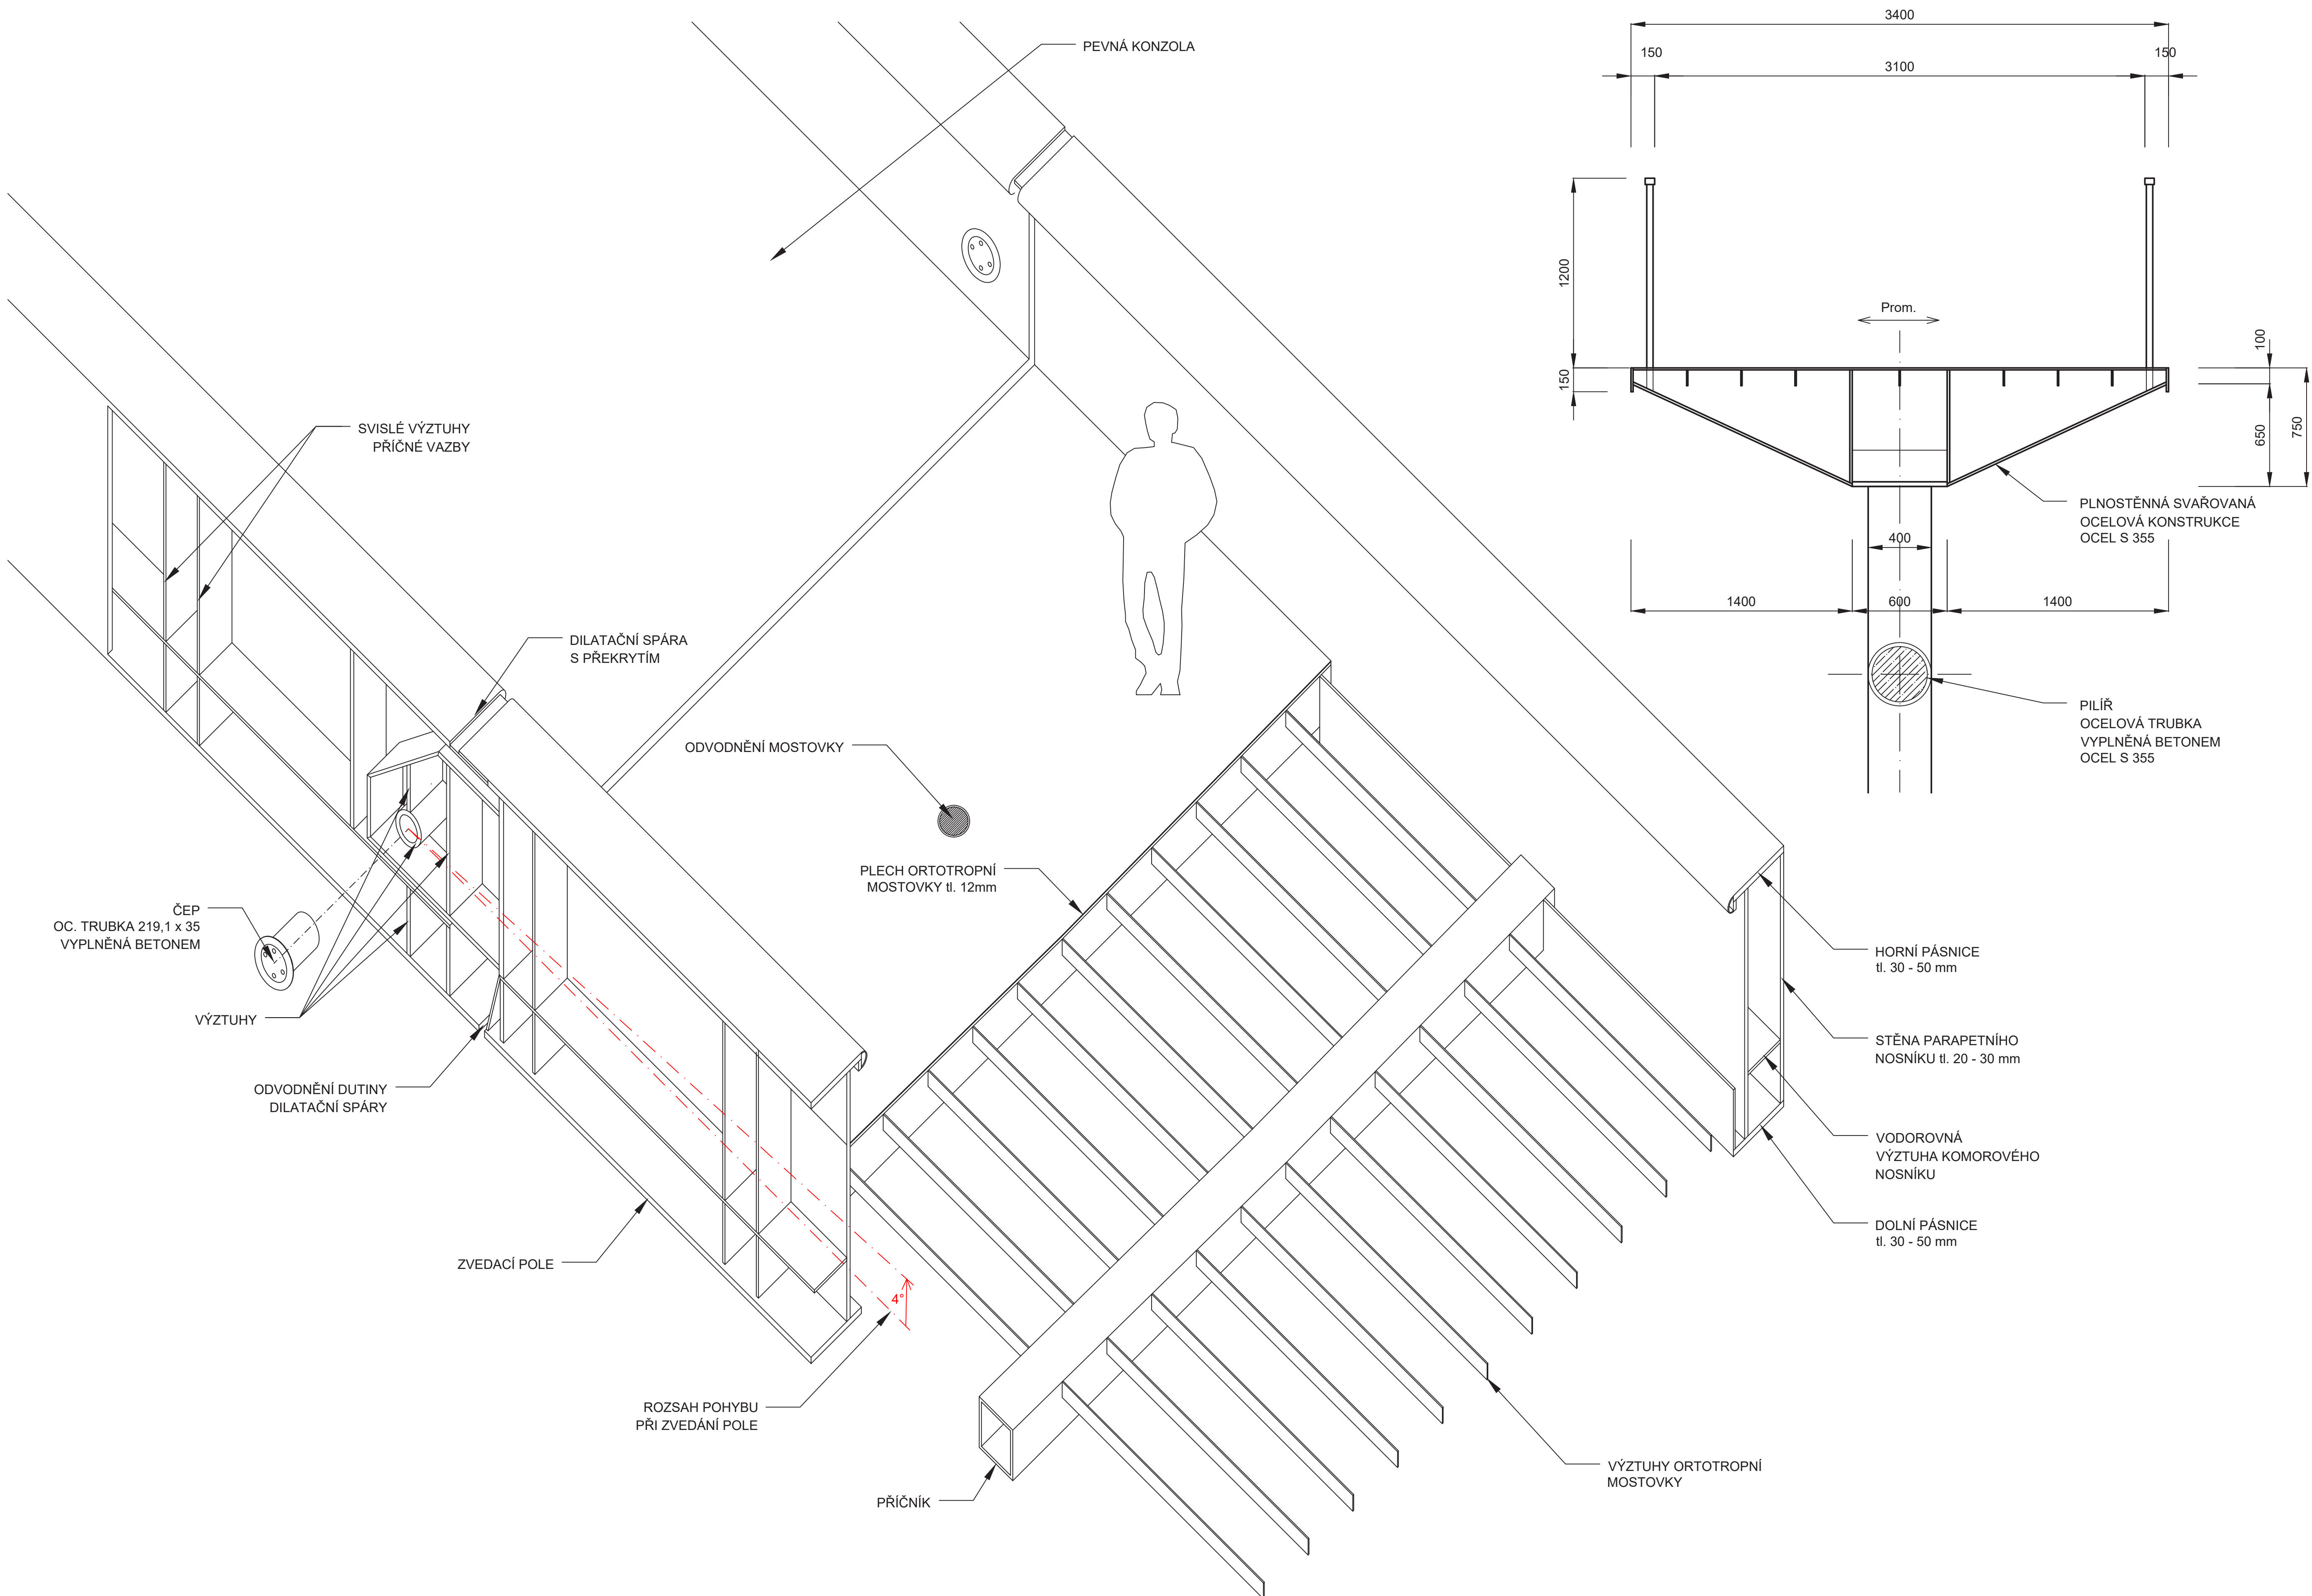 PEVNÁ KONZOLA
SVISLÉ VÝZTUHY
PŘÍČNÉ VAZBY
DILATAČNÍ SPÁRA
S PŘEKRYTÍM
ODVODNĚNÍ MOSTOVKY
PLECH ORTOTROPNÍ
MOSTOVKY tl. 12mm
ČEP
OC. TRUBKA 219,1 x 35
VYPLNĚNÁ BETONEM
VÝZTUHY
ODVODNĚNÍ DUTINY
DILATAČNÍ SPÁRY
ZVEDACÍ POLE
4°
ROZSAH POHYBU
PŘI ZVEDÁNÍ POLE
PŘÍČNÍK
VÝZTUHY ORTOTROPNÍ
MOSTOVKY
HORNÍ PÁSNICE
tl. 30 - 50 mm
STĚNA PARAPETNÍHO
NOSNÍKU tl. 20 - 30 mm
VODOROVNÁ
VÝZTUHA KOMOROVÉHO
NOSNÍKU
DOLNÍ PÁSNICE
tl. 30 - 50 mm
3400
150
3100
150
1200
150
Prom.
100
650
750
PLNOSTĚNNÁ SVAŘOVANÁ
OCELOVÁ KONSTRUKCE
OCEL S 355
400
1400
600
1400
PILÍŘ
OCELOVÁ TRUBKA
VYPLNĚNÁ BETONEM
OCEL S 355